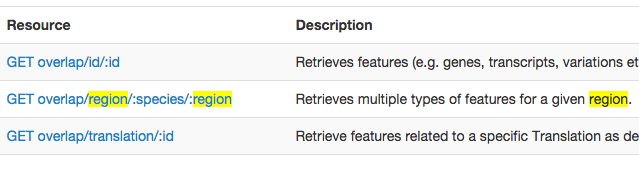 Resource Description
GET overlap/id/:id Retrieves features (e.g. genes, transcripts, variations et
GET overlap/region/:species/:region Retrieves multiple types of features for a given region.
GET overlap/translation/:id Retrieve features related to a specific Translation as de